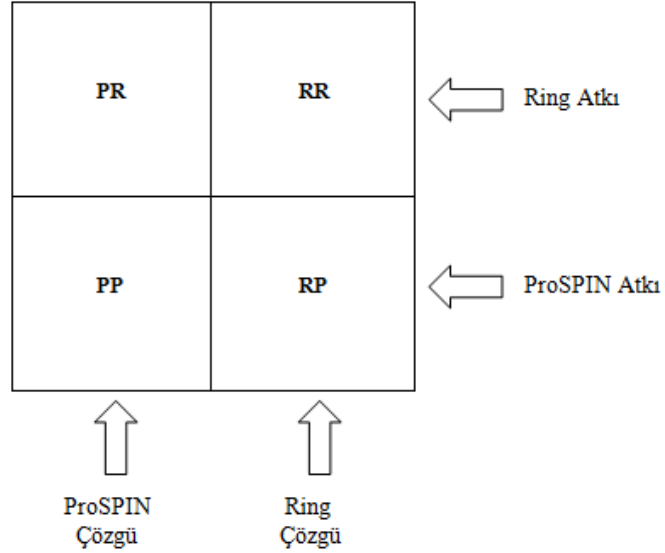 PR
RR
Ring Atkı
PP
RP
ProSPIN Atkı
ProSPIN
Çözgü
Ring
Çözgü